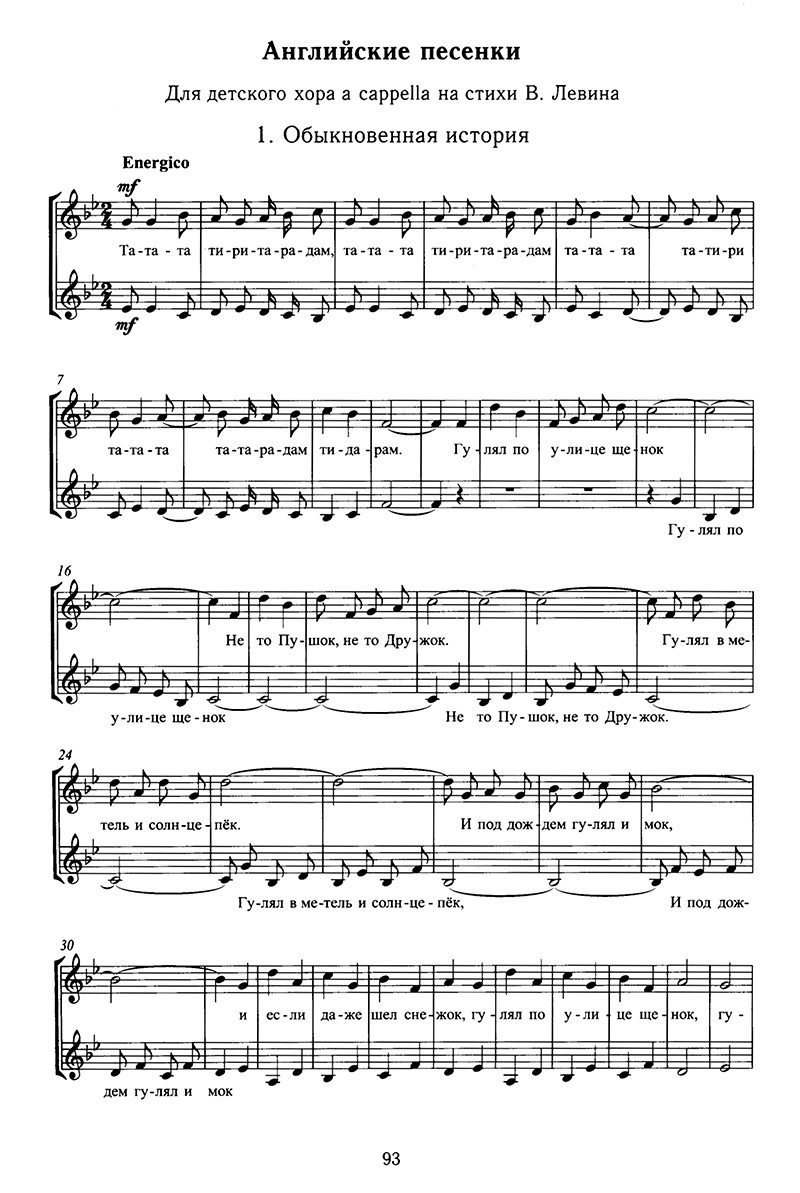 Английские песенки
Для детского хора a cappella на стихи В. Левина
1. Обыкновенная история
Energico
mf
Та-та-та тири-та-ра-дам, та-та-та тири-та-ра-дам та-та-та та-ти-ри
mf
7
та-та-та та-та-ра-дам ти-да-рам. Гу-лял по у-ли-це ще-нок
Гу-лял по
16
Не то Пу-шок, не то Дру-жок. Гу-лял в ме-
у-ли-це ще-нок Не то Пу-шок, не то Дру-жок.
24
тель и солн-це-пёк. И под дож-дем гу-лял и мок,
Гу-лял в ме-тель и солн-це-пёк, И под дож-
30
и ес-ли да-же шел сне-жок, гу-лял по у-ли-це ще-нок, гу-
дем гу-лял и мок
93